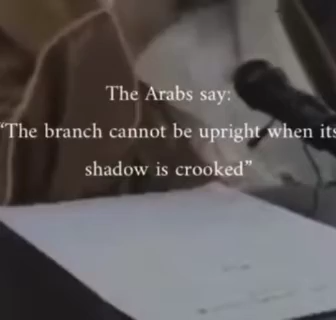 The Arabs say:
“The branch cannot be upright when its
shadow is crooked”